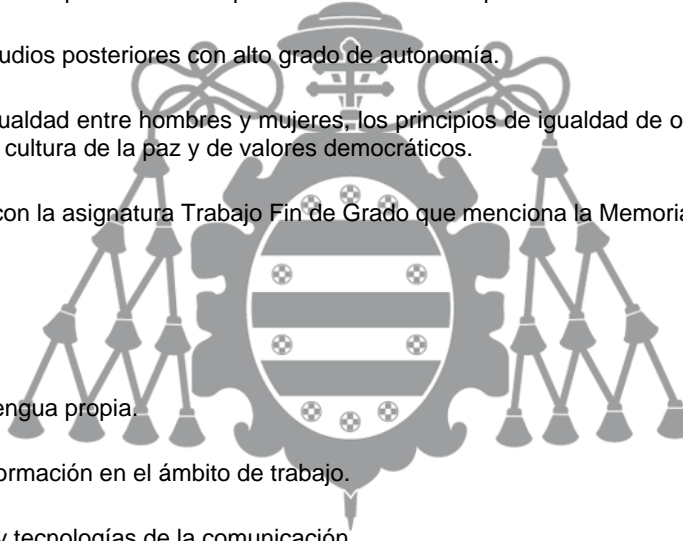 udios posteriores con alto grado de autonomía.
ualdad entre hombres y mujeres, los principios de igualdad de o
cultura de la paz y de valores democráticos.
con la asignatura Trabajo Fin de Grado que menciona la Memoria
engua propia.
ormación en el ámbito de trabajo.
y tecnologías de la comunicación